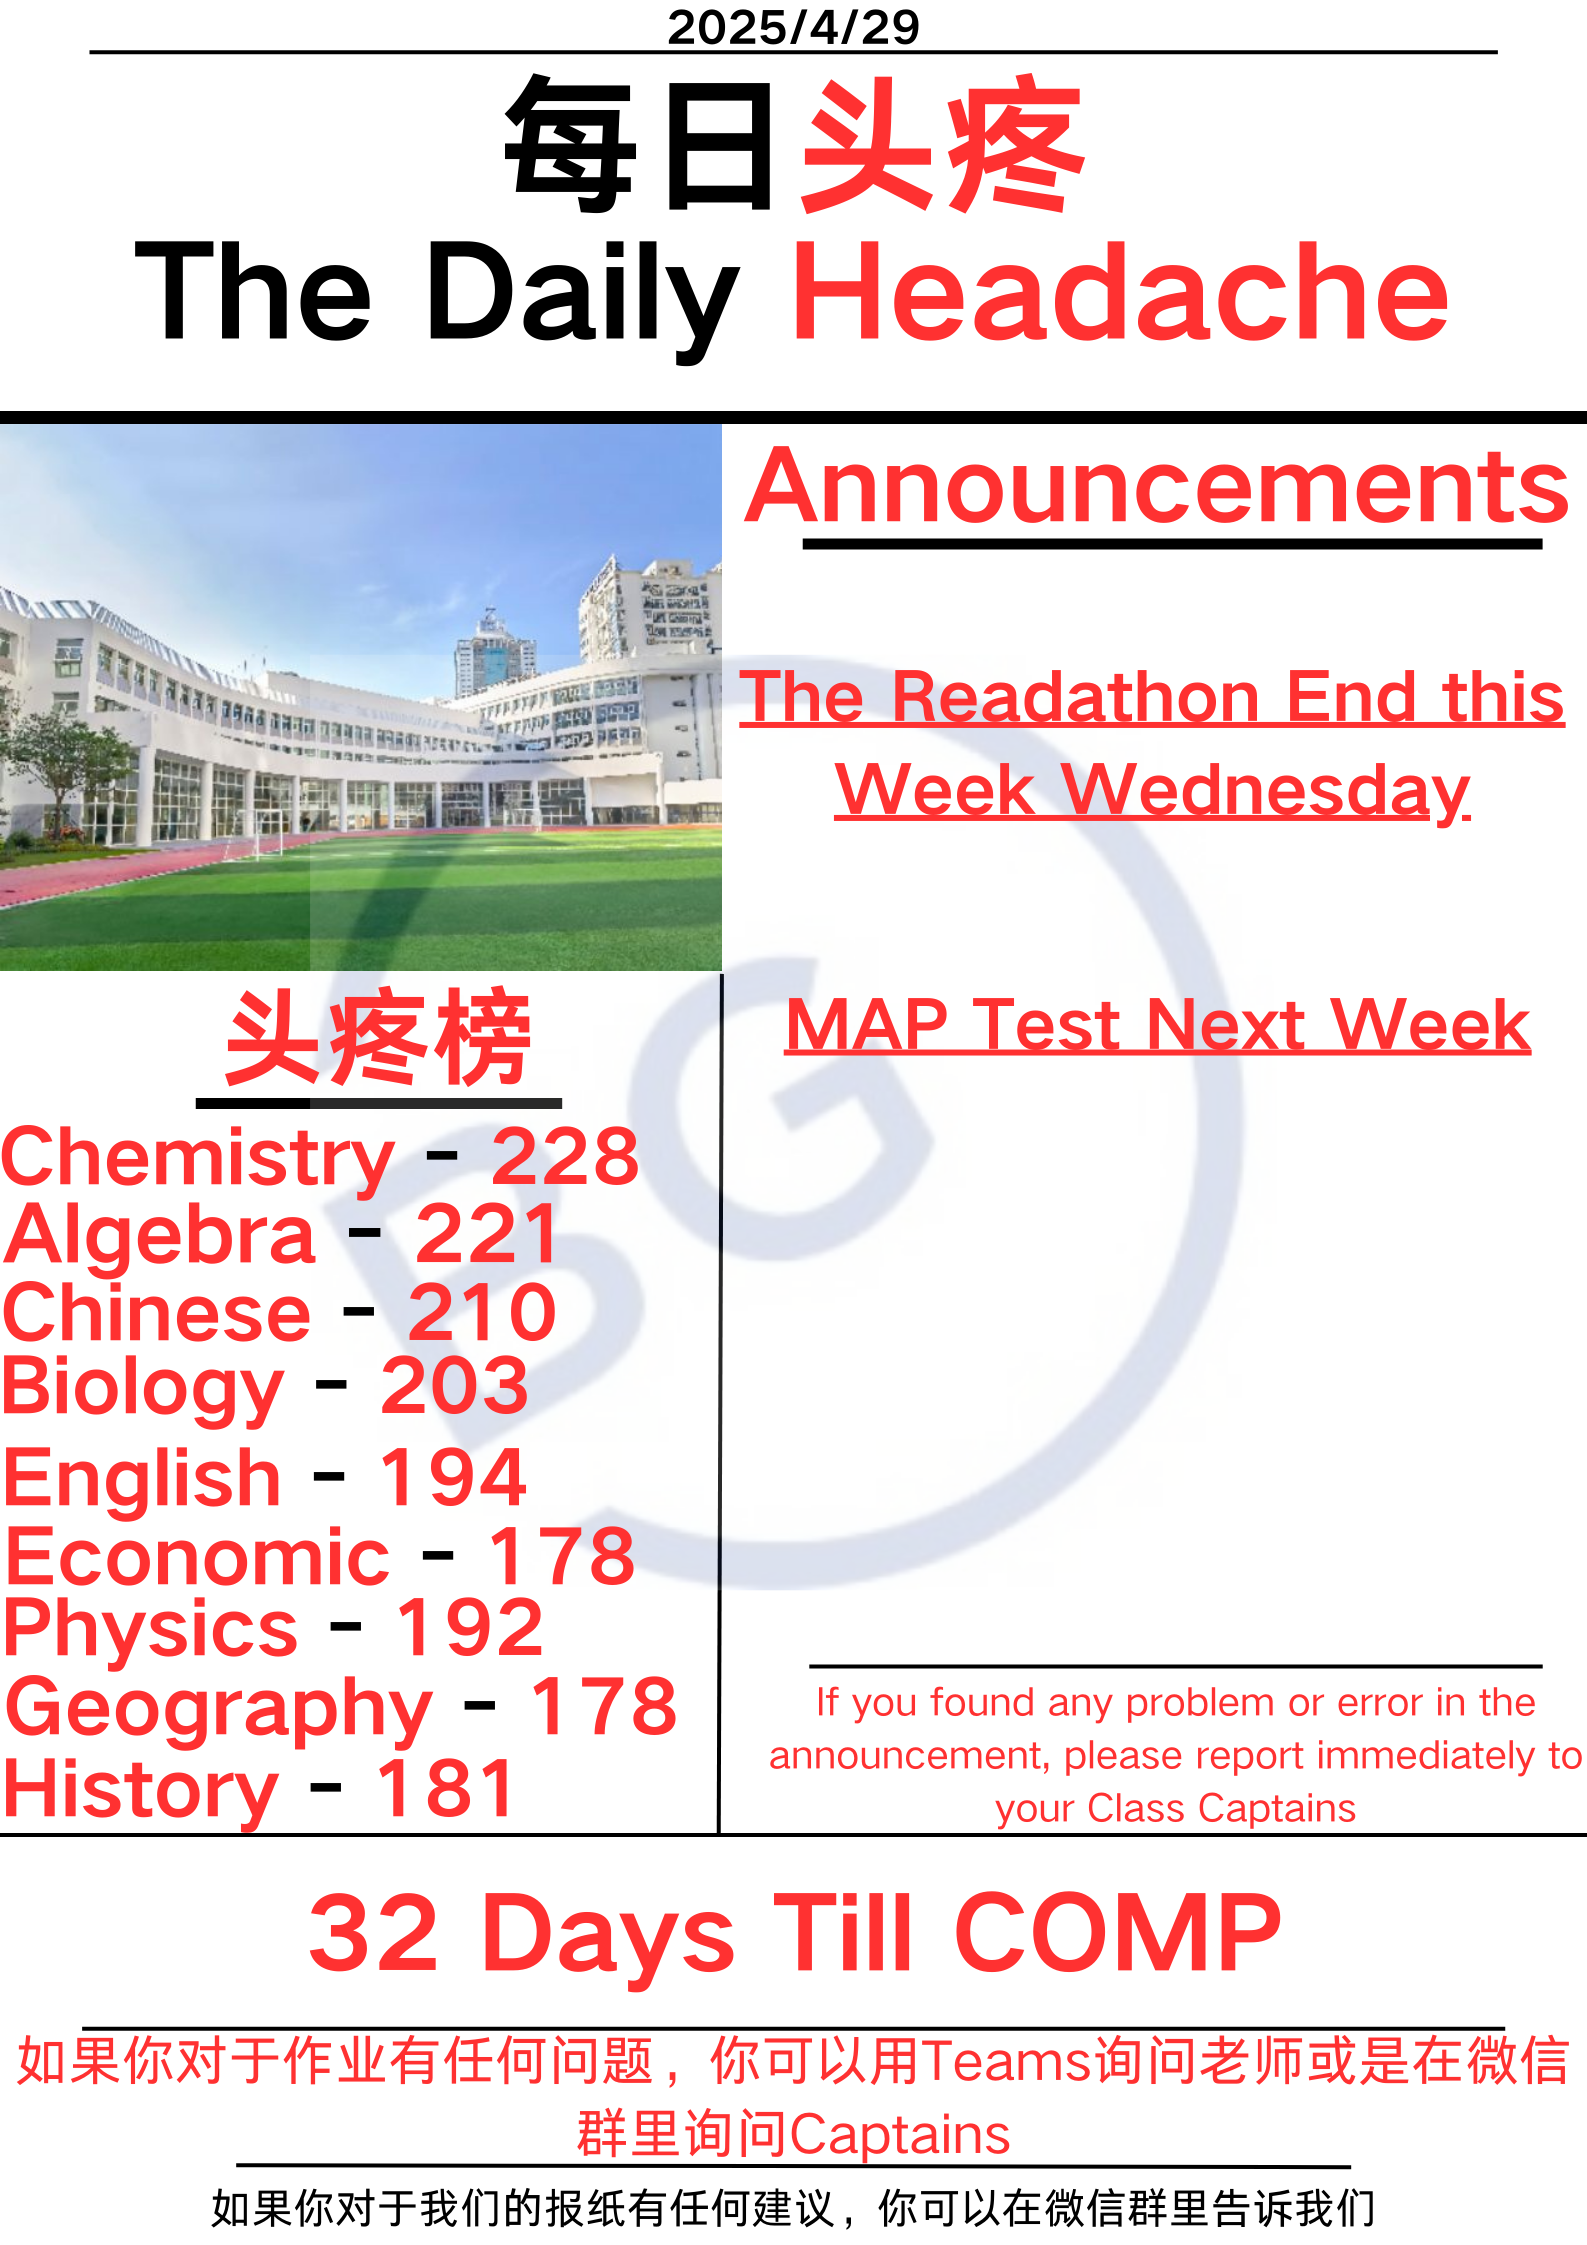 2025/4/29
每日头疼
The Daily Headache
Announcements
The Readathon End this
Week Wednesday
MAP Test Next Week
头疼榜
Chemistry - 228
Algebra - 221
Chinese - 210
Biology - 203
English - 194
Economic - 178
Physics - 192
Geography - 178
History - 181
BG
If you found any problem or error in the
announcement, please report immediately to
your Class Captains
32 Days Till COMP
如果你对于作业有任何问题，你可以用Teams询问老师或是在微信
群里询问Captains
如果你对于我们的报纸有任何建议，你可以在微信群里告诉我们